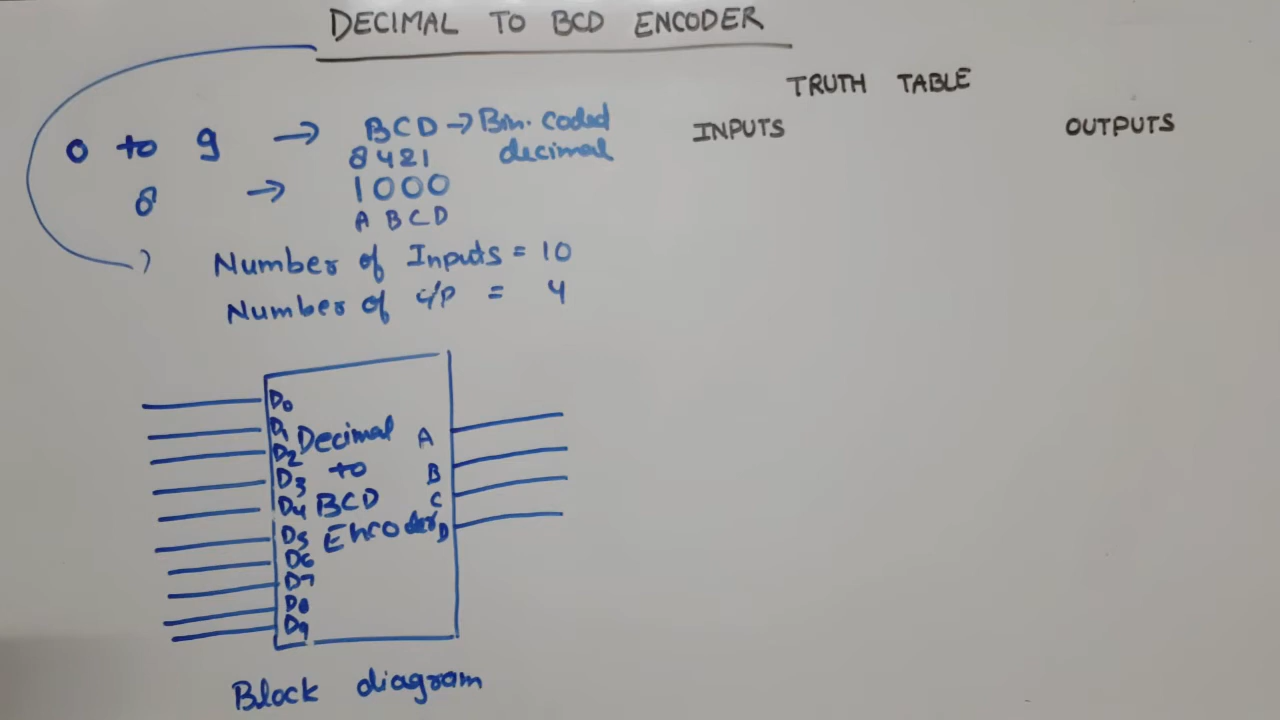 DECIMAL TO BCD ENCODER
0 to 9 → BCD → Bin. coded
decimal
8421
8 → 1000
A B C D
Number of Inputs = 10
Number of o/p = 4
D0
D1
D2
D3
D4
D5
D6
D7
D8
D9
Decimal
to
BCD
Encoder
A
B
C
D
Block diagram
TRUTH TABLE
INPUTS
OUTPUTS